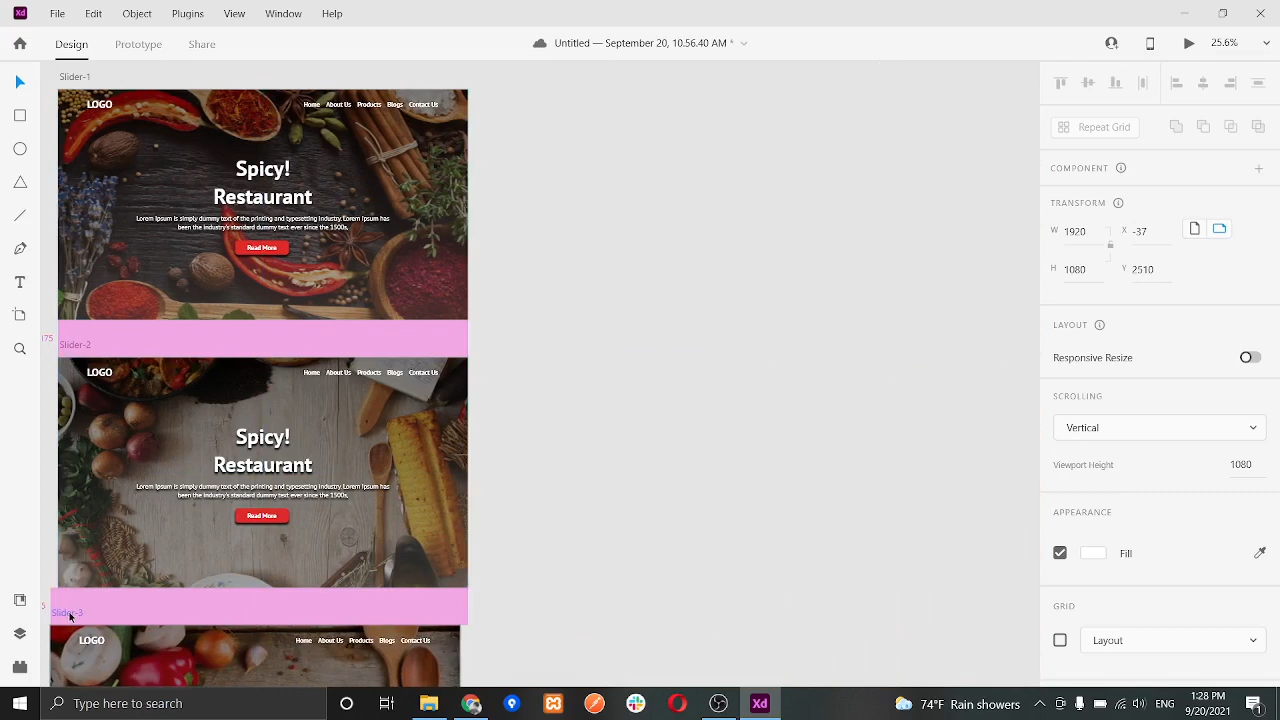 Xd File Edit Object Plugins View Window Help
Design Prototype Share Untitled — September 20, 10.56.40 AM * 25.6%
Slider-1
LOGO Home About Us Products Blogs Contact Us
Spicy!
Restaurant
Lorem Ipsum is simply dummy text of the printing and typesetting industry.Lorem Ipsum has
been the industry's standard dummy text ever since the 1500s,
Read More
175
Slider-2
LOGO Home About Us Products Blogs Contact Us
Spicy!
Restaurant
Lorem Ipsum is simply dummy text of the printing and typesetting industry.Lorem Ipsum has
been the industry's standard dummy text ever since the 1500s,
Read More
5
Slider-3
LOGO Home About Us Products Blogs Contact Us
Repeat Grid
COMPONENT
TRANSFORM
W 1920 X -37
H 1080 Y 2510
LAYOUT
Responsive Resize
SCROLLING
Vertical
Viewport Height 1080
APPEARANCE
Fill
GRID
Layout
Type here to search Xd 74°F Rain showers 1:28 PM
9/20/2021